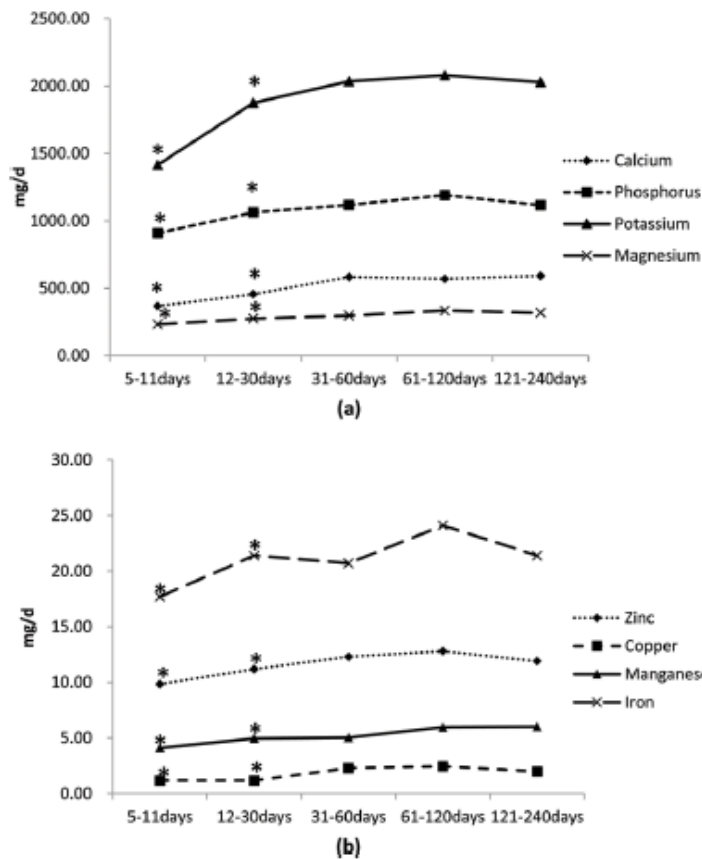 2500.00
2000.00
1500.00
1000.00
500.00
0.00
mg/d
* * * * * * * *
Calcium
Phosphorus
Potassium
Magnesium
5-11days 12-30days 31-60days 61-120days 121-240days
(a)
30.00
25.00
20.00
15.00
10.00
5.00
0.00
mg/d
* * * * * * * *
Zinc
Copper
Manganese
Iron
5-11days 12-30days 31-60days 61-120days 121-240days
(b)